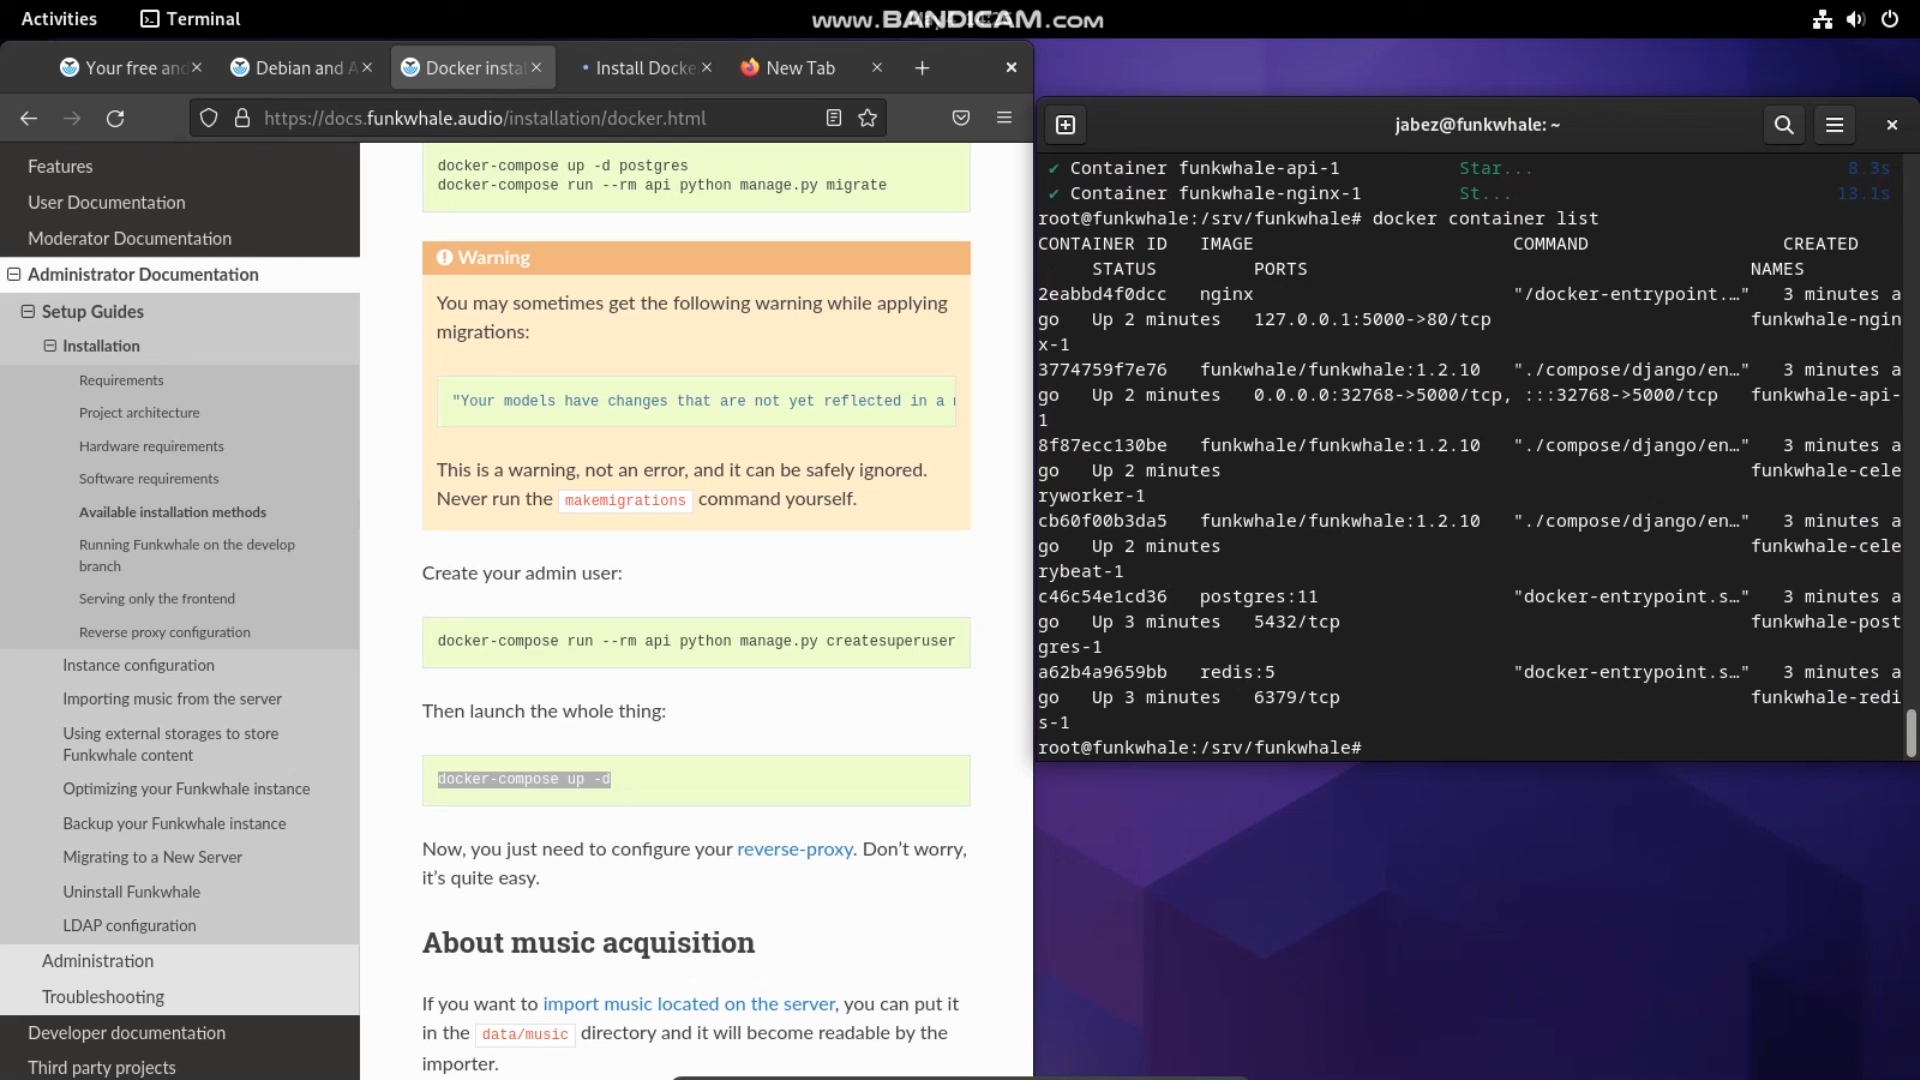 Activities
Terminal
www.BANDICAM.com
Your free and
Debian and A
Docker instal
Install Docke
New Tab
https://docs.funkwhale.audio/installation/docker.html
Features
User Documentation
Moderator Documentation
Administrator Documentation
Setup Guides
Installation
Requirements
Project architecture
Hardware requirements
Software requirements
Available installation methods
Running Funkwhale on the develop
branch
Serving only the frontend
Reverse proxy configuration
Instance configuration
Importing music from the server
Using external storages to store
Funkwhale content
Optimizing your Funkwhale instance
Backup your Funkwhale instance
Migrating to a New Server
Uninstall Funkwhale
LDAP configuration
Administration
Troubleshooting
Developer documentation
Third party projects
docker-compose up -d postgres
docker-compose run --rm api python manage.py migrate
Warning
You may sometimes get the following warning while applying
migrations:
"Your models have changes that are not yet reflected in a
This is a warning, not an error, and it can be safely ignored.
Never run the makemigrations command yourself.
Create your admin user:
docker-compose run --rm api python manage.py createsuperuser
Then launch the whole thing:
docker-compose up -d
Now, you just need to configure your reverse-proxy. Don't worry,
it's quite easy.
About music acquisition
If you want to import music located on the server, you can put it
in the data/music directory and it will become readable by the
importer.
jabez@funkwhale: ~
✔ Container funkwhale-api-1 Star... 8.3s
✔ Container funkwhale-nginx-1 St... 13.1s
root@funkwhale:/srv/funkwhale# docker container list
CONTAINER ID IMAGE COMMAND CREATED
STATUS PORTS NAMES
2eabbd4f0dcc nginx "/docker-entrypoint.…" 3 minutes a
go Up 2 minutes 127.0.0.1:5000->80/tcp funkwhale-ngin
x-1
3774759f7e76 funkwhale/funkwhale:1.2.10 "./compose/django/en…" 3 minutes a
go Up 2 minutes 0.0.0.0:32768->5000/tcp, :::32768->5000/tcp funkwhale-api-
1
8f87ecc130be funkwhale/funkwhale:1.2.10 "./compose/django/en…" 3 minutes a
go Up 2 minutes funkwhale-cele
ryworker-1
cb60f00b3da5 funkwhale/funkwhale:1.2.10 "./compose/django/en…" 3 minutes a
go Up 2 minutes funkwhale-cele
rybeat-1
c46c54e1cd36 postgres:11 "docker-entrypoint.s…" 3 minutes a
go Up 3 minutes 5432/tcp funkwhale-post
gres-1
a62b4a9659bb redis:5 "docker-entrypoint.s…" 3 minutes a
go Up 3 minutes 6379/tcp funkwhale-redi
s-1
root@funkwhale:/srv/funkwhale#